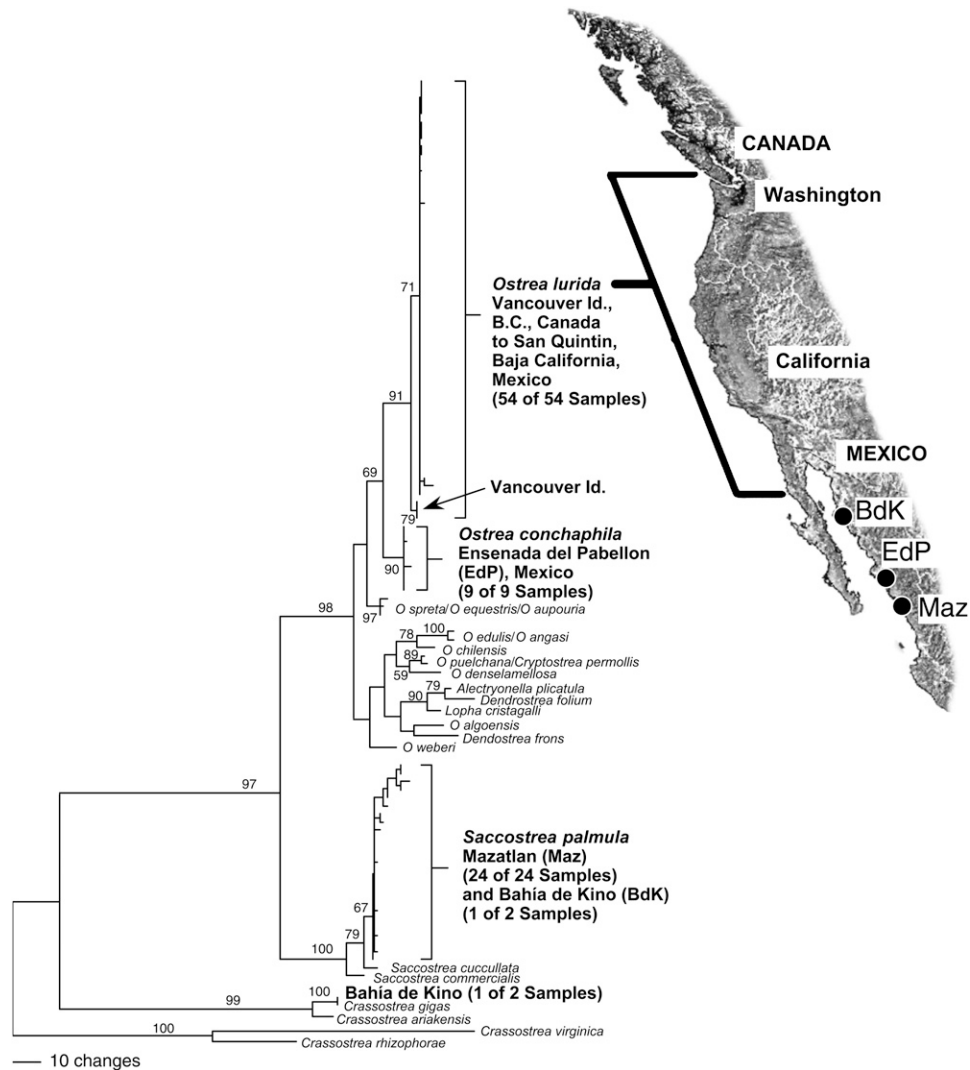 CANADA
Washington
71
Ostrea lurida
Vancouver Id.,
B.C., Canada
to San Quintin,
Baja California,
Mexico
(54 of 54 Samples)
California
91
MEXICO
69
Vancouver Id.
BdK
79
Ostrea conchaphila
Ensenada del Pabellon
(EdP), Mexico
(9 of 9 Samples)
EdP
90
Maz
98
97
O spreta/O equestris/O aupouria
78
100
O edulis/O angasi
O chilensis
89
O puelchana/Cryptostrea permollis
59
O denselamellosa
79
Alectryonella plicatula
90
Dendrostrea folium
Lopha cristagalli
O algoensis
Dendostrea frons
O weberi
97
Saccostrea palmula
Mazatlan (Maz)
(24 of 24 Samples)
and Bahía de Kino (BdK)
(1 of 2 Samples)
67
79
100
Saccostrea cuccullata
Saccostrea commercialis
Bahía de Kino (1 of 2 Samples)
99
100
Crassostrea gigas
Crassostrea ariakensis
100
Crassostrea virginica
Crassostrea rhizophorae
10 changes